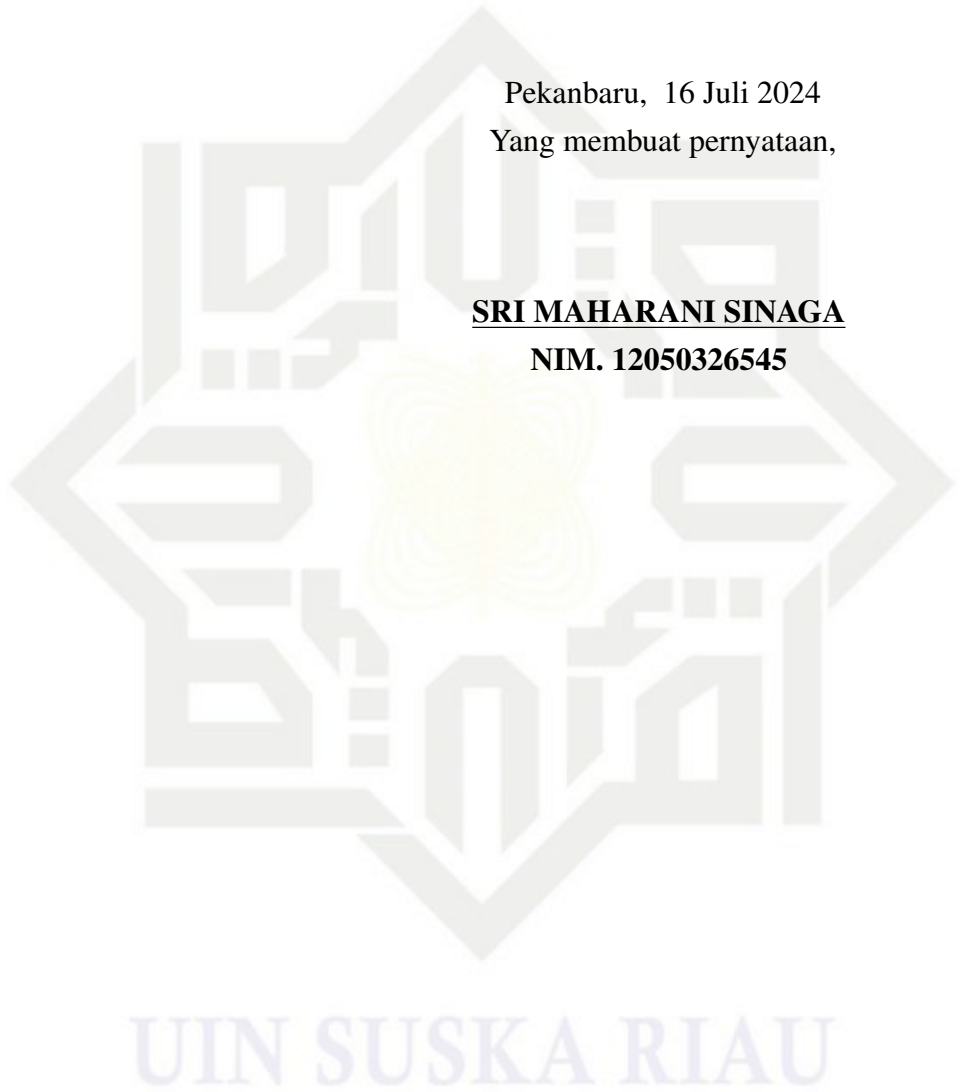 Pekanbaru, 16 Juli 2024
Yang membuat pernyataan,
SRI MAHARANI SINAGA
NIM. 12050326545
UIN SUSKA RIAU